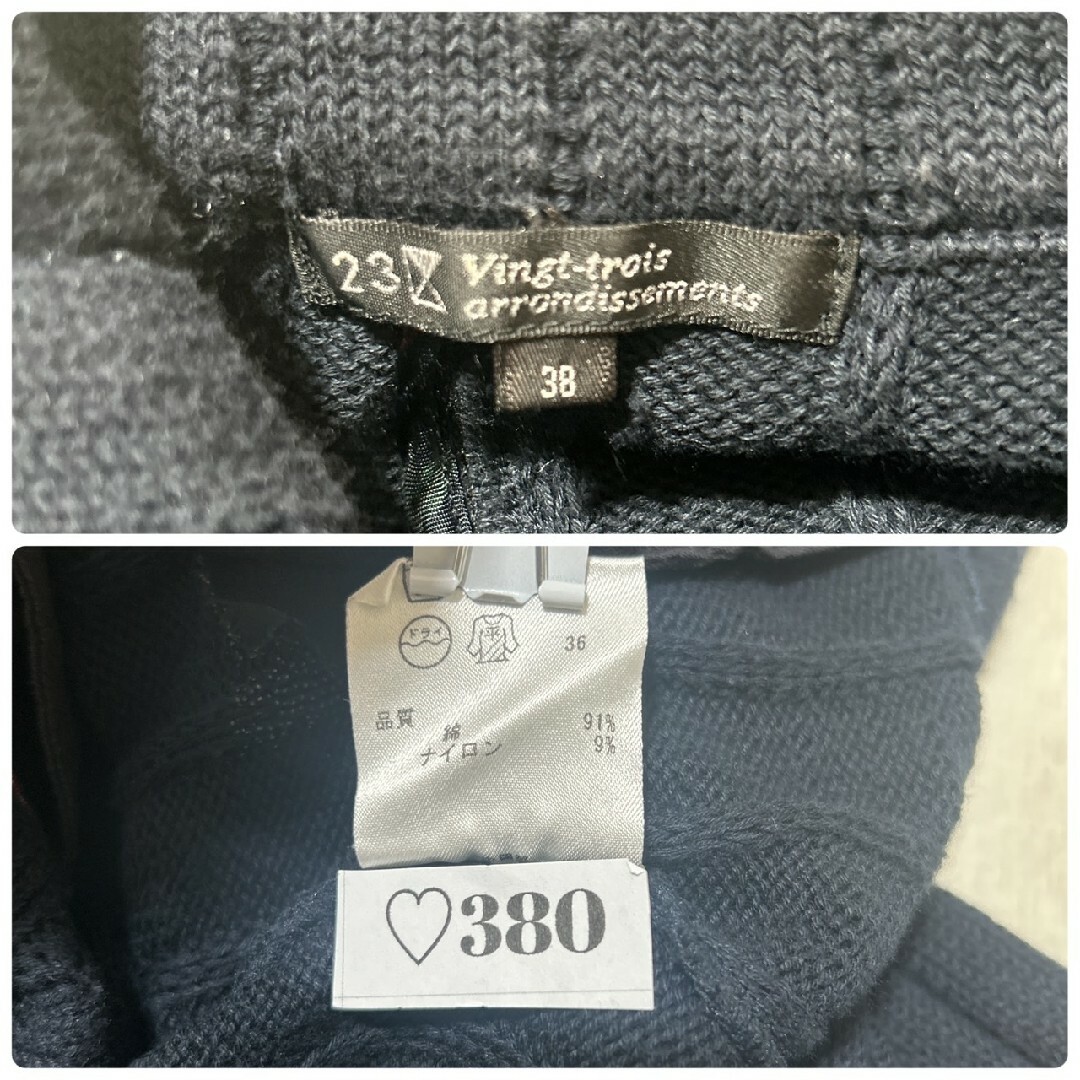 23 Vingt-trois
arrondissements
38
ドライ 平 36
品質
綿 91%
ナイロン 9%
♡380